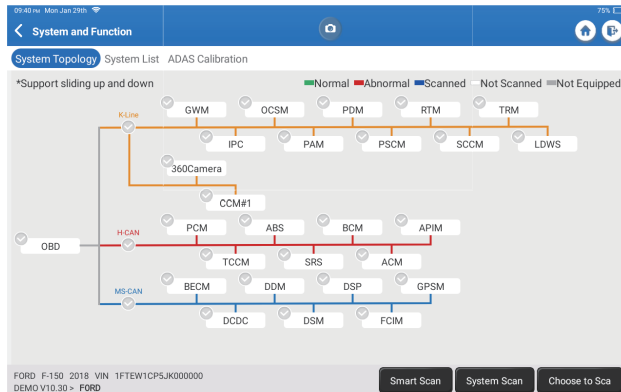 09:40 PM Mon Jan 29th 75%
System and Function
System Topology System List ADAS Calibration
*Support sliding up and down Normal Abnormal Scanned Not Scanned Not Equipped
GWM OCSM PDM RTM TRM
K-Line
IPC PAM PSCM SCCM LDWS
360Camera
CCM#1
PCM ABS BCM APIM
H-CAN
OBD
TCCM SRS ACM
BECM DDM DSP GPSM
MS-CAN
DCDC DSM FCIM
FORD F-150 2018 VIN 1FTEW1CP5JK000000
DEMO V10.30 > FORD
Smart Scan System Scan Choose to Sca